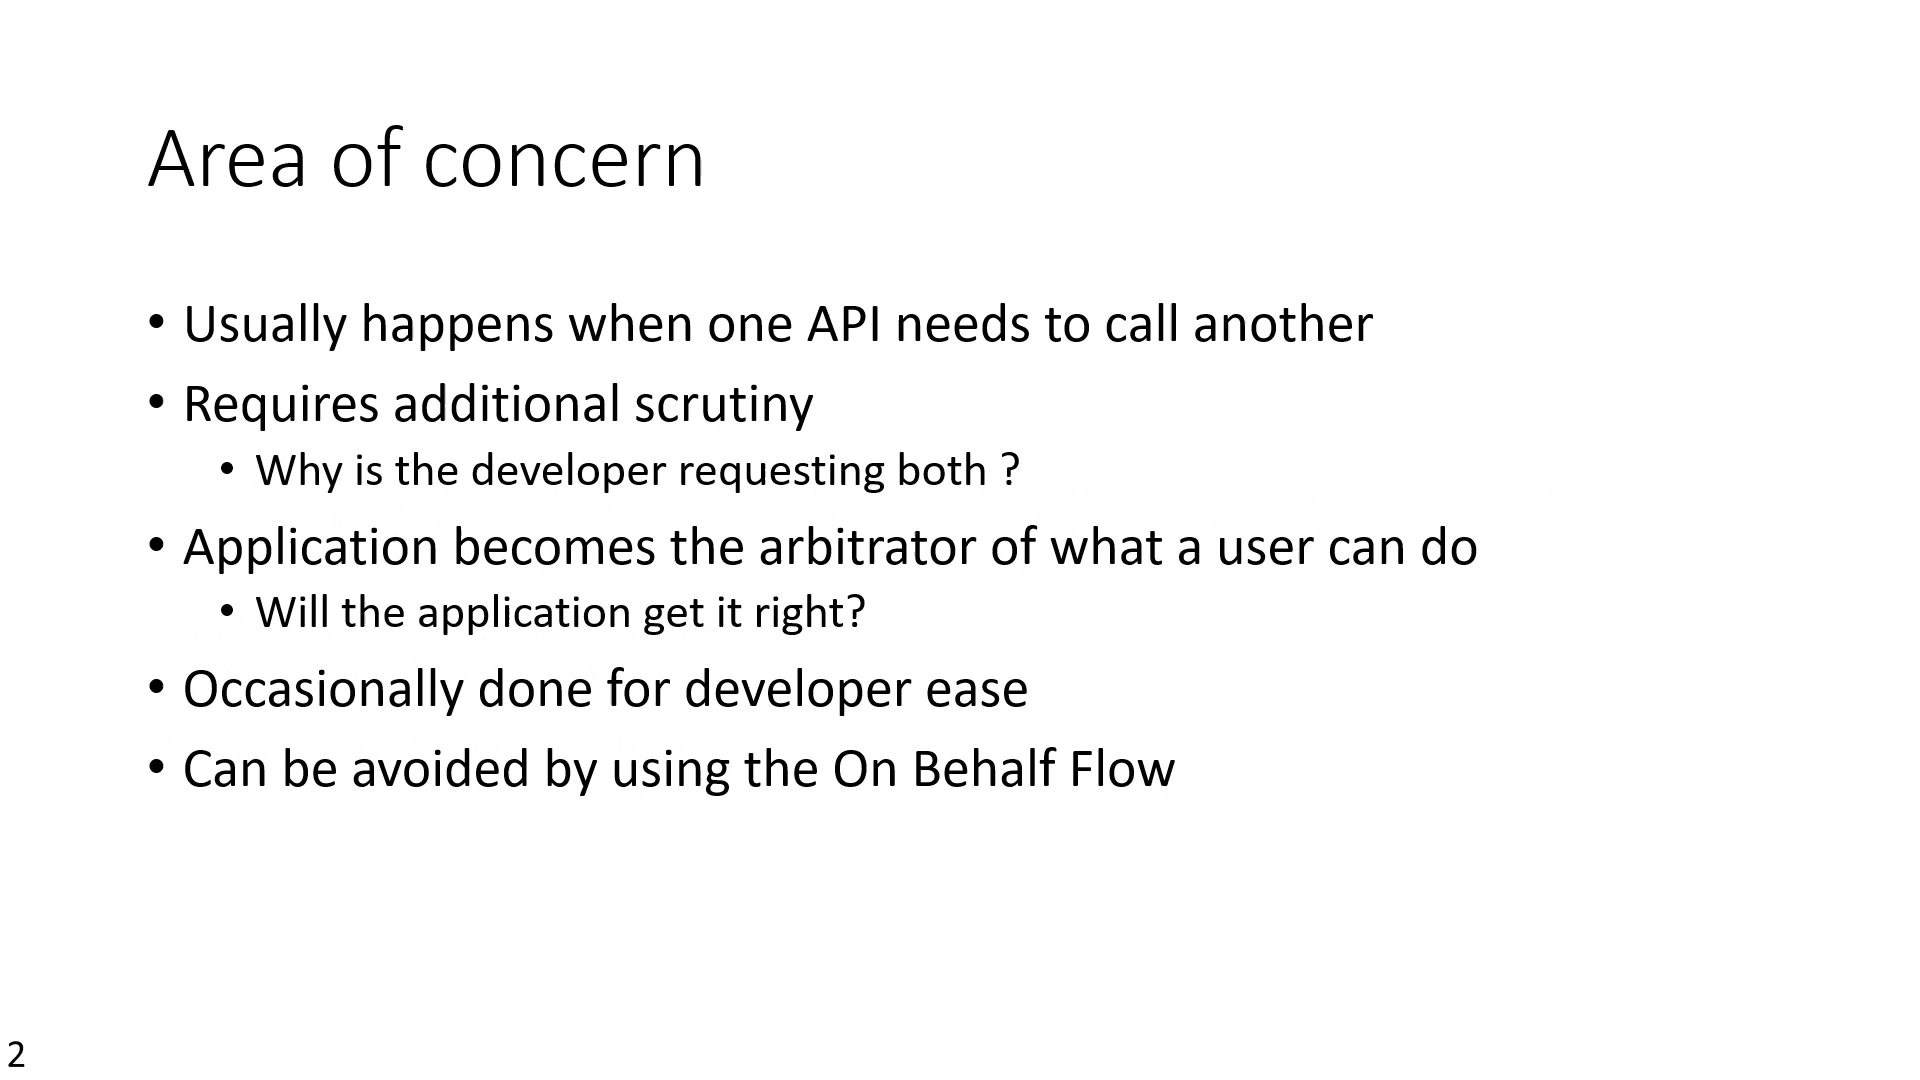 Area of concern
• Usually happens when one API needs to call another
• Requires additional scrutiny
• Why is the developer requesting both ?
• Application becomes the arbitrator of what a user can do
• Will the application get it right?
• Occasionally done for developer ease
• Can be avoided by using the On Behalf Flow
2